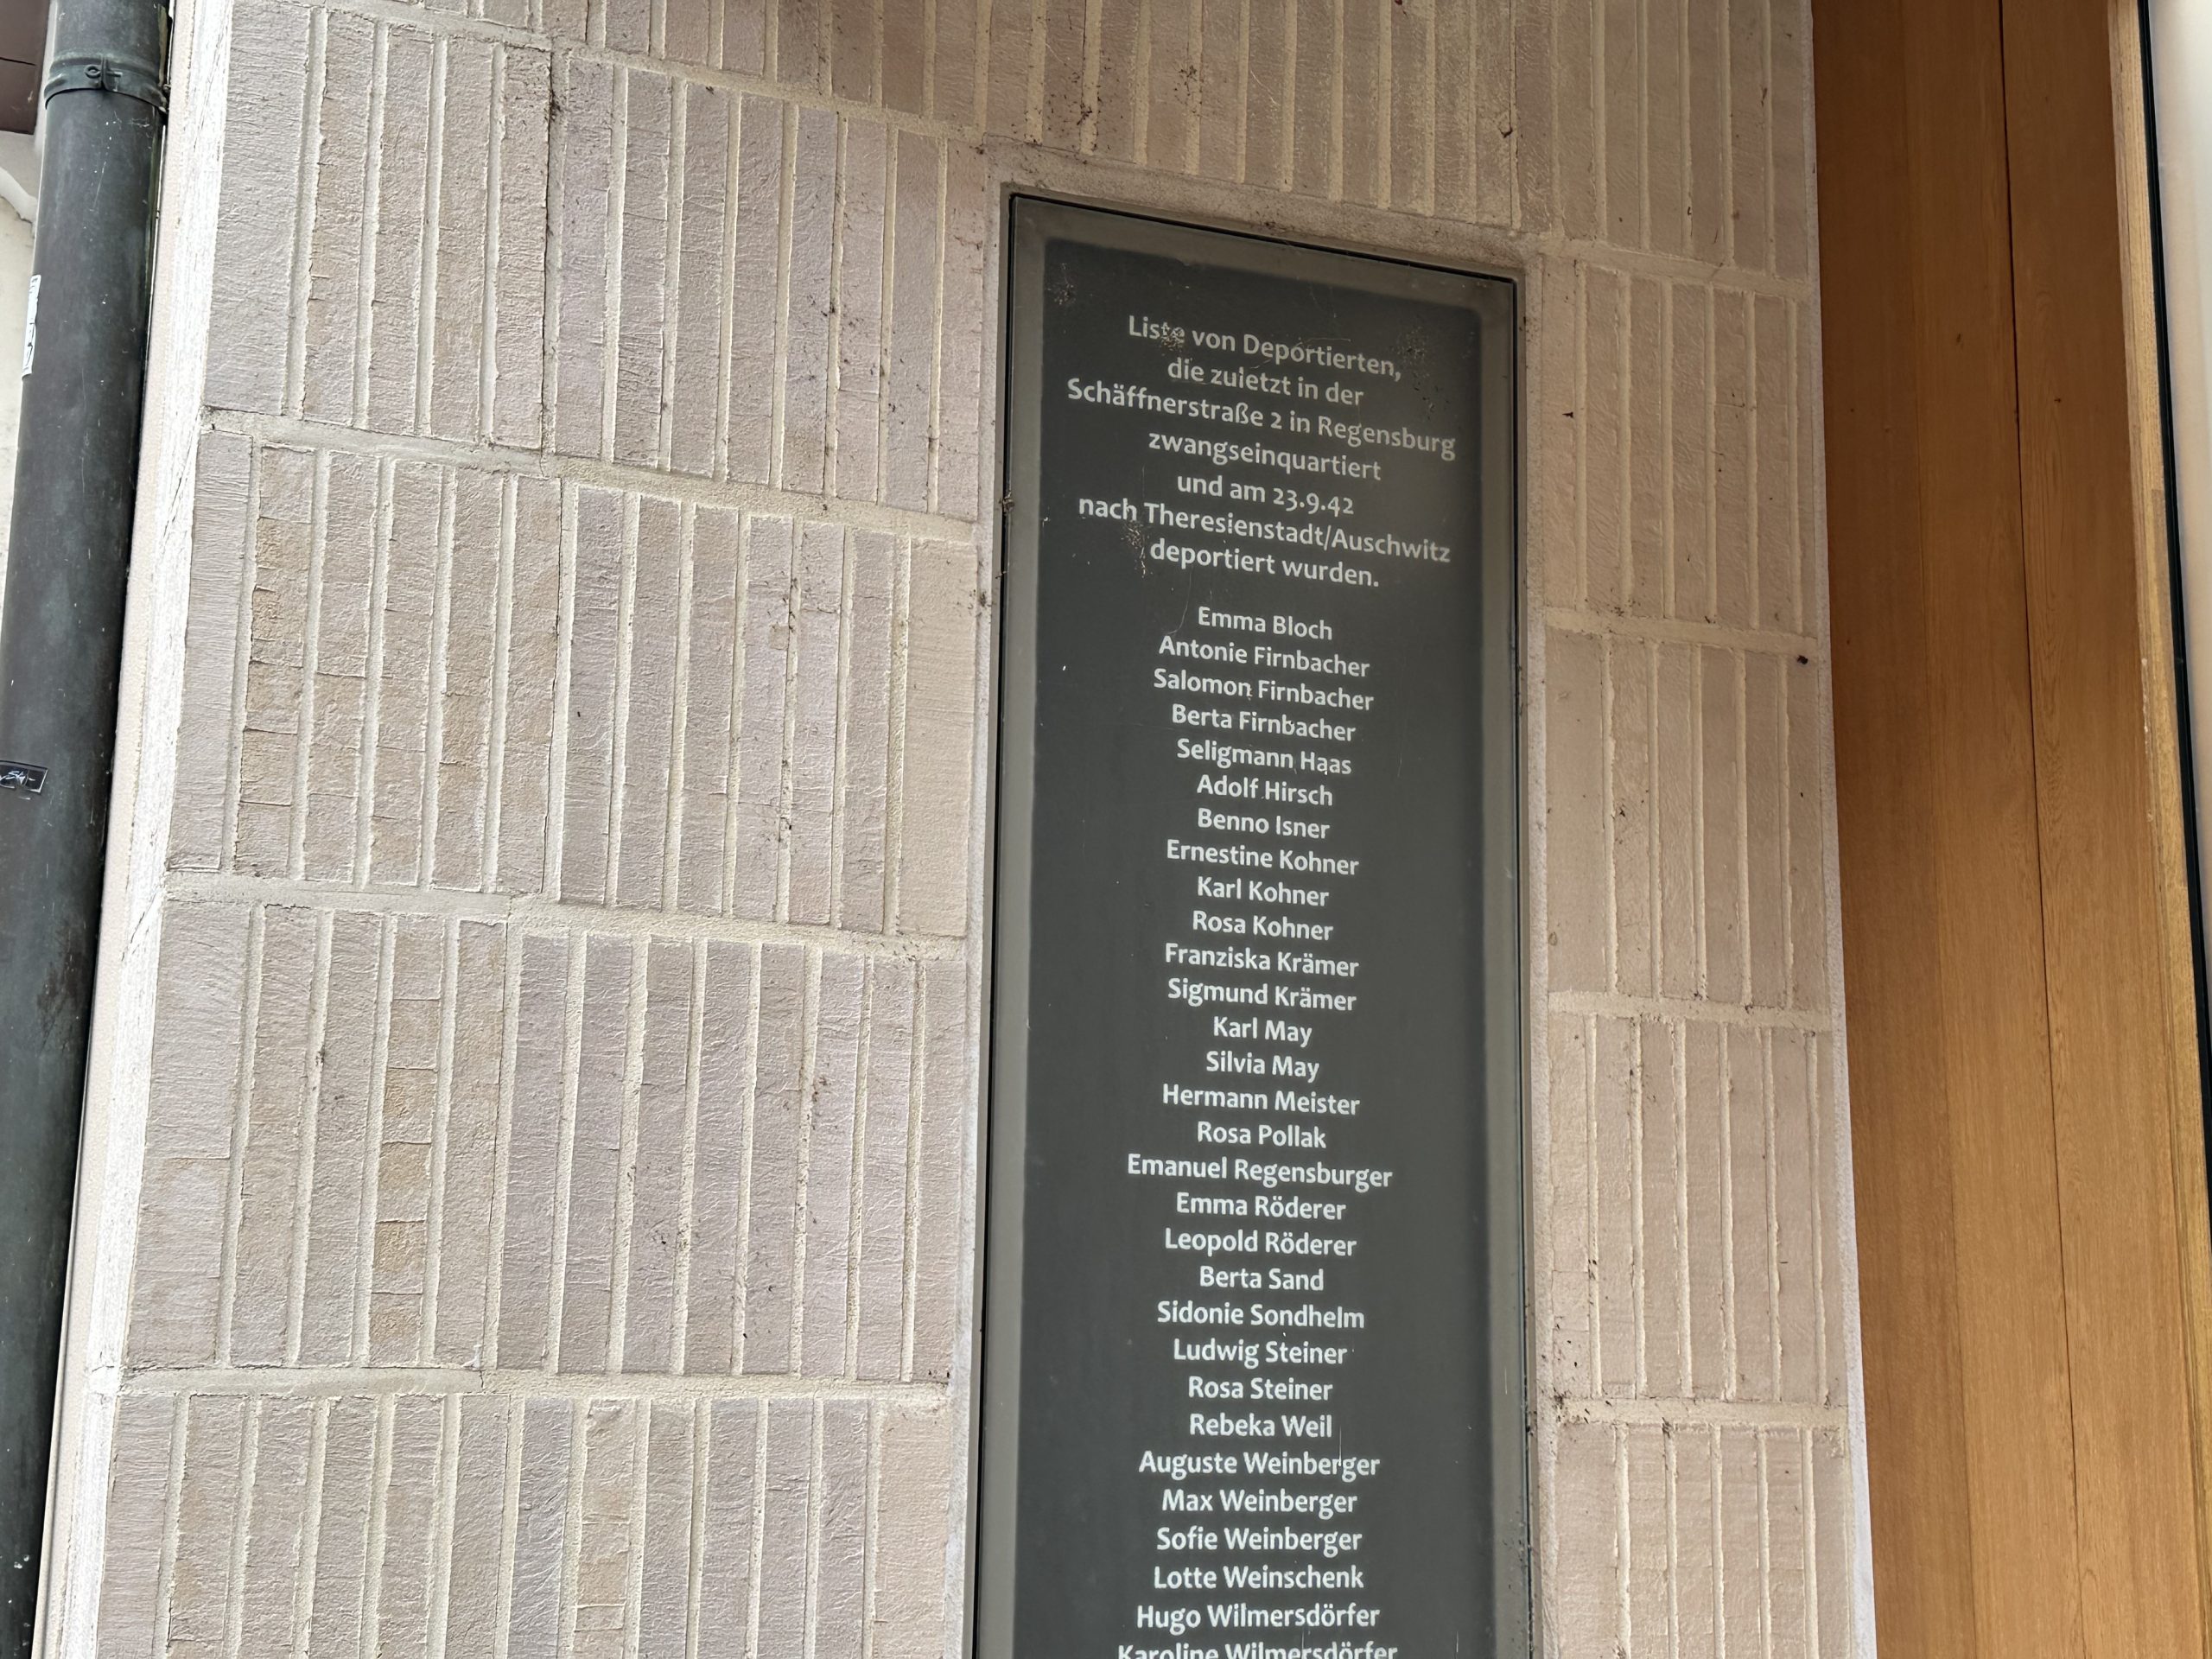 Liste von Deportierten,
die zuletzt in der
Schäffnerstraße 2 in Regensburg
zwangseinquartiert
und am 23.9.42
nach Theresienstadt/Auschwitz
deportiert wurden.
Emma Bloch
Antonie Firnbacher
Salomon Firnbacher
Berta Firnbacher
Seligmann Haas
Adolf Hirsch
Benno Isner
Ernestine Kohner
Karl Kohner
Rosa Kohner
Franziska Krämer
Sigmund Krämer
Karl May
Silvia May
Hermann Meister
Rosa Pollak
Emanuel Regensburger
Emma Röderer
Leopold Röderer
Berta Sand
Sidonie Sondhelm
Ludwig Steiner
Rosa Steiner
Rebeka Weil
Auguste Weinberger
Max Weinberger
Sofie Weinberger
Lotte Weinschenk
Hugo Wilmersdörfer
Karoline Wilmersdörfer